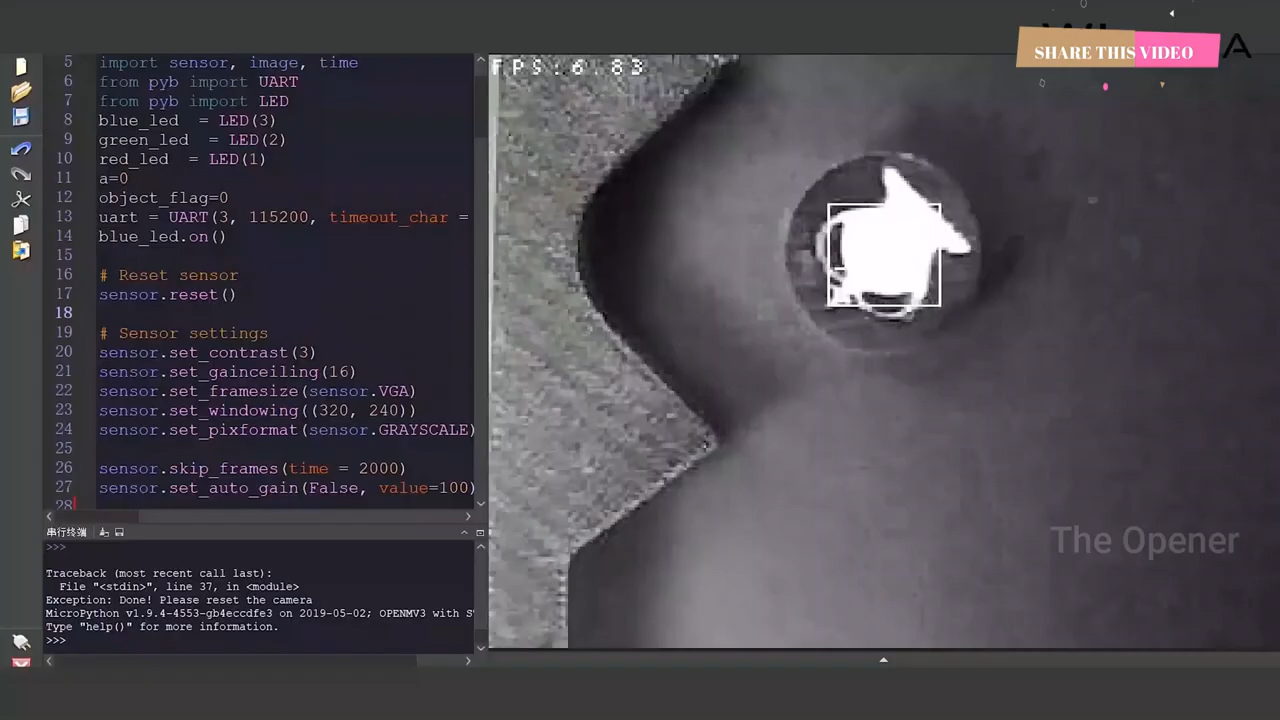 SHARE THIS VIDEO
A
FPS:6.83
5 import sensor, image, time
6 from pyb import UART
7 from pyb import LED
8 blue_led = LED(3)
9 green_led = LED(2)
10 red_led = LED(1)
11 a=0
12 object_flag=0
13 uart = UART(3, 115200, timeout_char =
14 blue_led.on()
15
16 # Reset sensor
17 sensor.reset()
18
19 # Sensor settings
20 sensor.set_contrast(3)
21 sensor.set_gainceiling(16)
22 sensor.set_framesize(sensor.VGA)
23 sensor.set_windowing((320, 240))
24 sensor.set_pixformat(sensor.GRAYSCALE)
25
26 sensor.skip_frames(time = 2000)
27 sensor.set_auto_gain(False, value=100)
28
串行终端
>>>
Traceback (most recent call last):
File "<stdin>", line 37, in <module>
Exception: Done! Please reset the camera
MicroPython v1.9.4-4553-gb4eccdfe3 on 2019-05-02; OPENMV3 with S
Type "help()" for more information.
>>>
The Opener